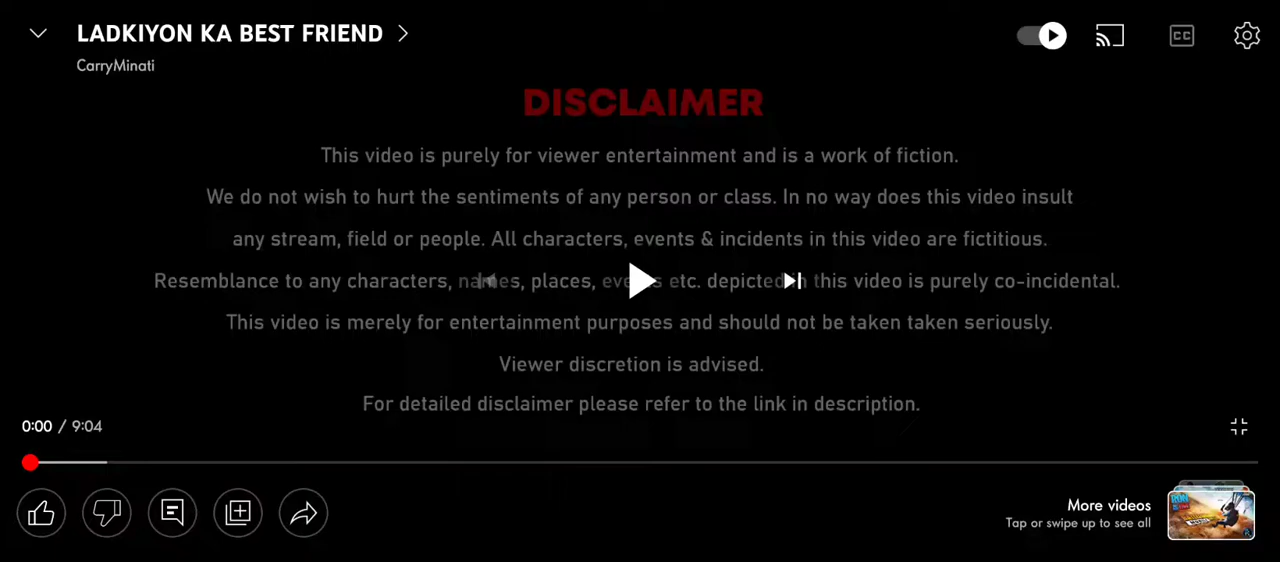 LADKIYON KA BEST FRIEND
CarryMinati
CC
DISCLAIMER
This video is purely for viewer entertainment and is a work of fiction.
We do not wish to hurt the sentiments of any person or class. In no way does this video insult
any stream, field or people. All characters, events & incidents in this video are fictitious.
Resemblance to any characters, names, places, events etc. depicted in this video is purely co-incidental.
This video is merely for entertainment purposes and should not be taken taken seriously.
Viewer discretion is advised.
For detailed disclaimer please refer to the link in description.
0:00 / 9:04
More videos
Tap or swipe up to see all